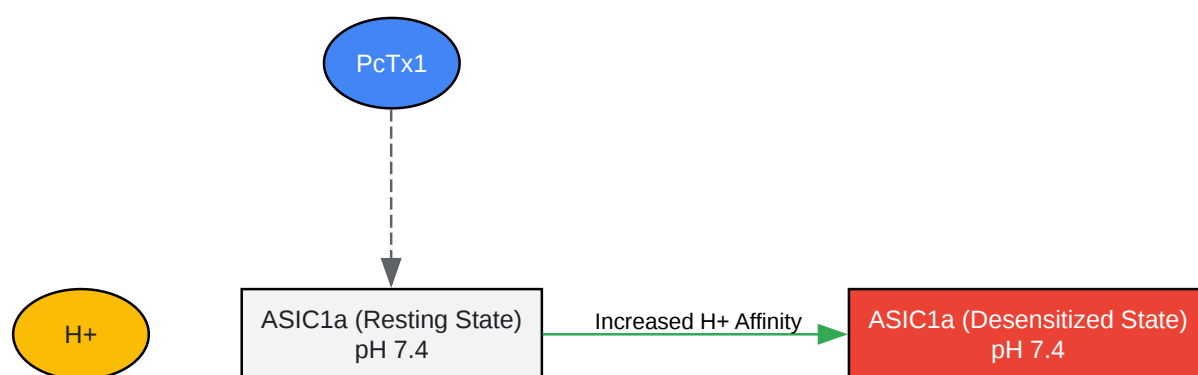 PcTx1
H+
ASIC1a (Resting State)
pH 7.4
Increased H+ Affinity
ASIC1a (Desensitized State)
pH 7.4